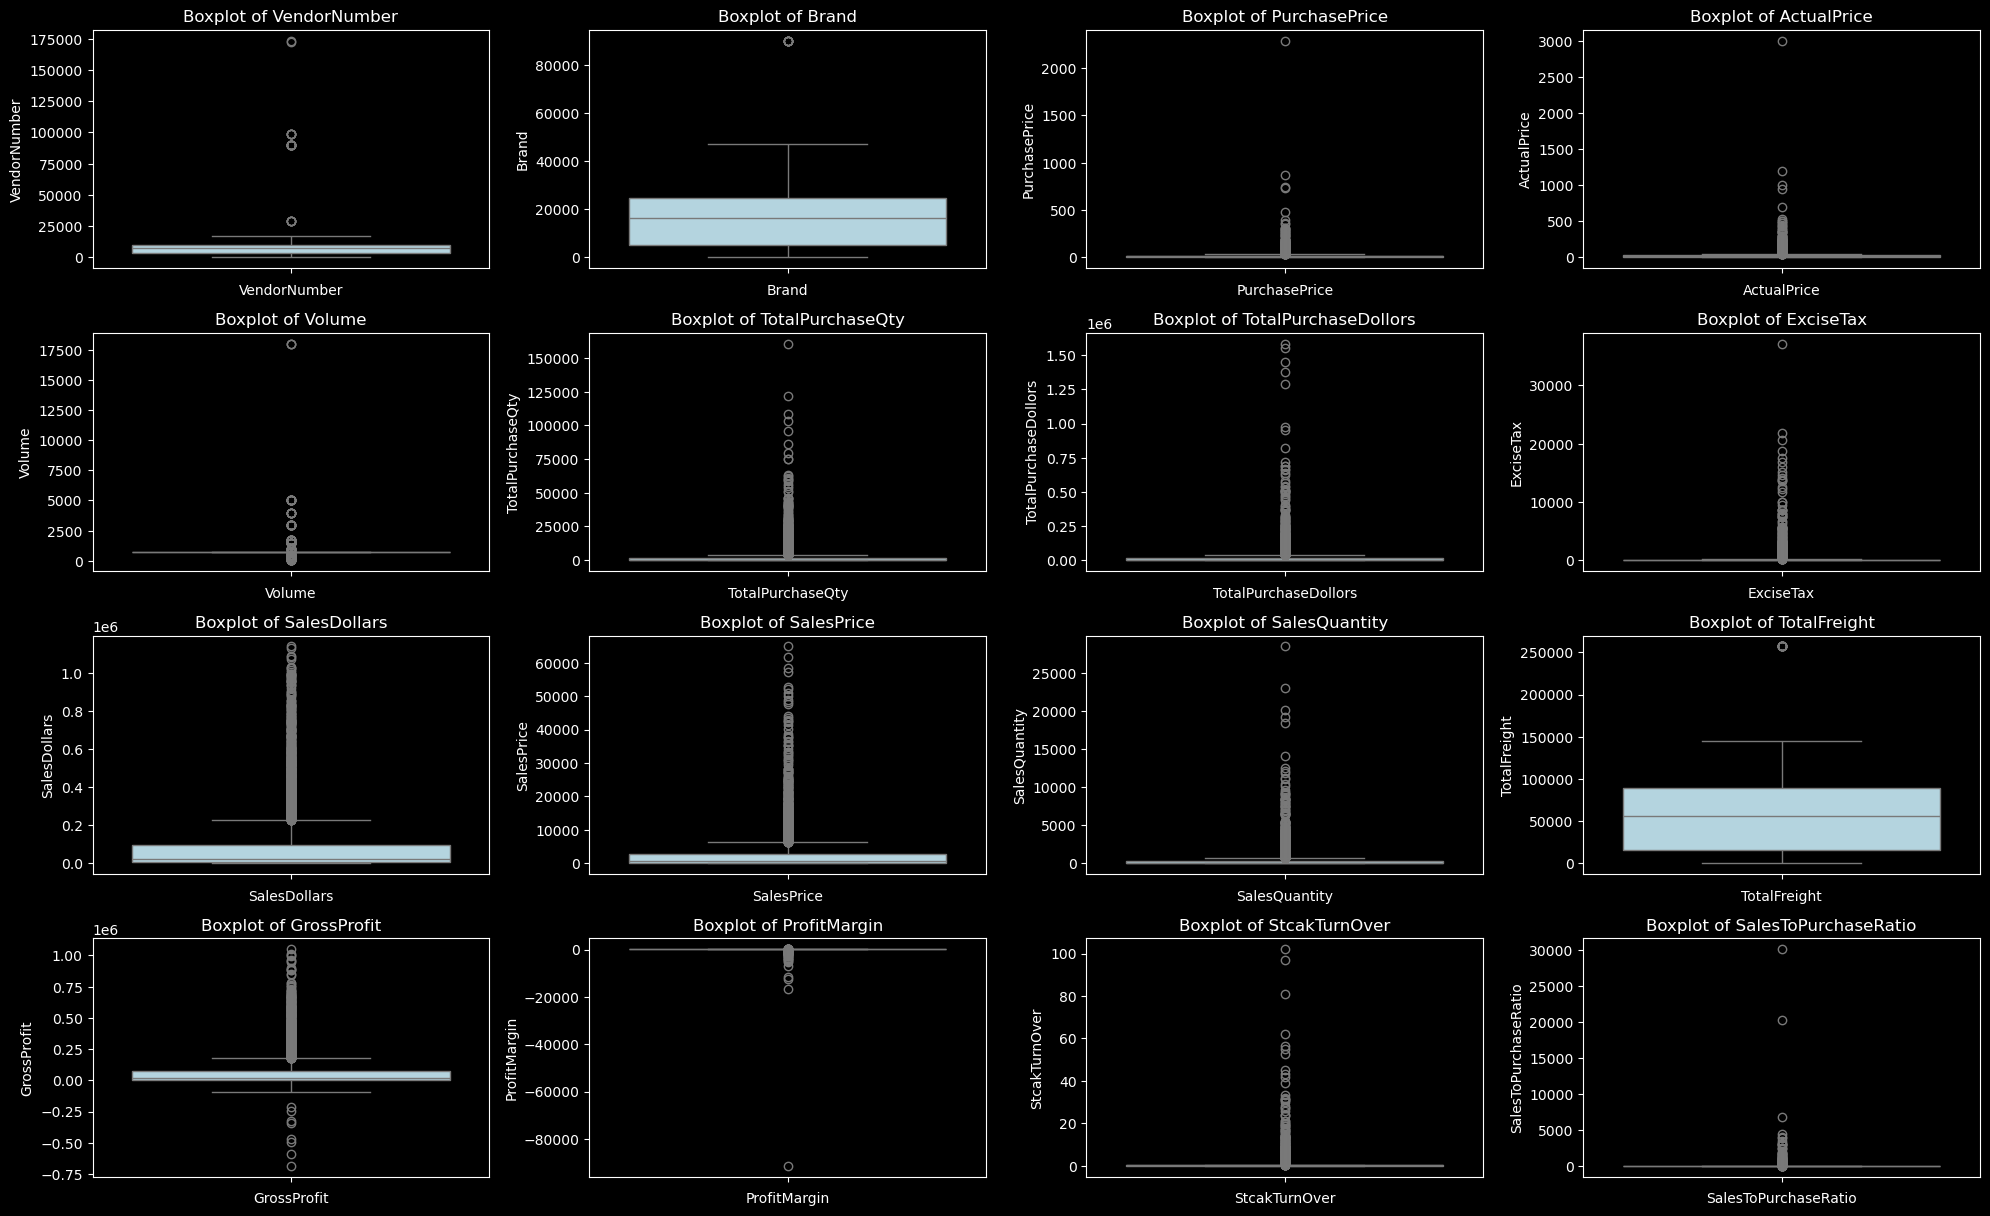 Boxplot of VendorNumber
175000
150000
125000
100000
75000
50000
25000
0
VendorNumber
VendorNumber
Boxplot of Brand
80000
60000
40000
20000
0
Brand
Brand
Boxplot of PurchasePrice
2000
1500
1000
500
0
PurchasePrice
PurchasePrice
Boxplot of ActualPrice
3000
2500
2000
1500
1000
500
0
ActualPrice
ActualPrice
Boxplot of Volume
17500
15000
12500
10000
7500
5000
2500
0
Volume
Volume
Boxplot of TotalPurchaseQty
150000
125000
100000
75000
50000
25000
0
TotalPurchaseQty
TotalPurchaseQty
Boxplot of TotalPurchaseDollors
1e6
1.50
1.25
1.00
0.75
0.50
0.25
0.00
TotalPurchaseDollors
TotalPurchaseDollors
Boxplot of ExciseTax
30000
20000
10000
0
ExciseTax
ExciseTax
Boxplot of SalesDollars
1e6
1.0
0.8
0.6
0.4
0.2
0.0
SalesDollars
SalesDollars
Boxplot of SalesPrice
60000
50000
40000
30000
20000
10000
0
SalesPrice
SalesPrice
Boxplot of SalesQuantity
25000
20000
15000
10000
5000
0
SalesQuantity
SalesQuantity
Boxplot of TotalFreight
250000
200000
150000
100000
50000
0
TotalFreight
TotalFreight
Boxplot of GrossProfit
1e6
1.00
0.75
0.50
0.25
0.00
−0.25
−0.50
−0.75
GrossProfit
GrossProfit
Boxplot of ProfitMargin
0
−20000
−40000
−60000
−80000
ProfitMargin
ProfitMargin
Boxplot of StcakTurnOver
100
80
60
40
20
0
StcakTurnOver
StcakTurnOver
Boxplot of SalesToPurchaseRatio
30000
25000
20000
15000
10000
5000
0
SalesToPurchaseRatio
SalesToPurchaseRatio